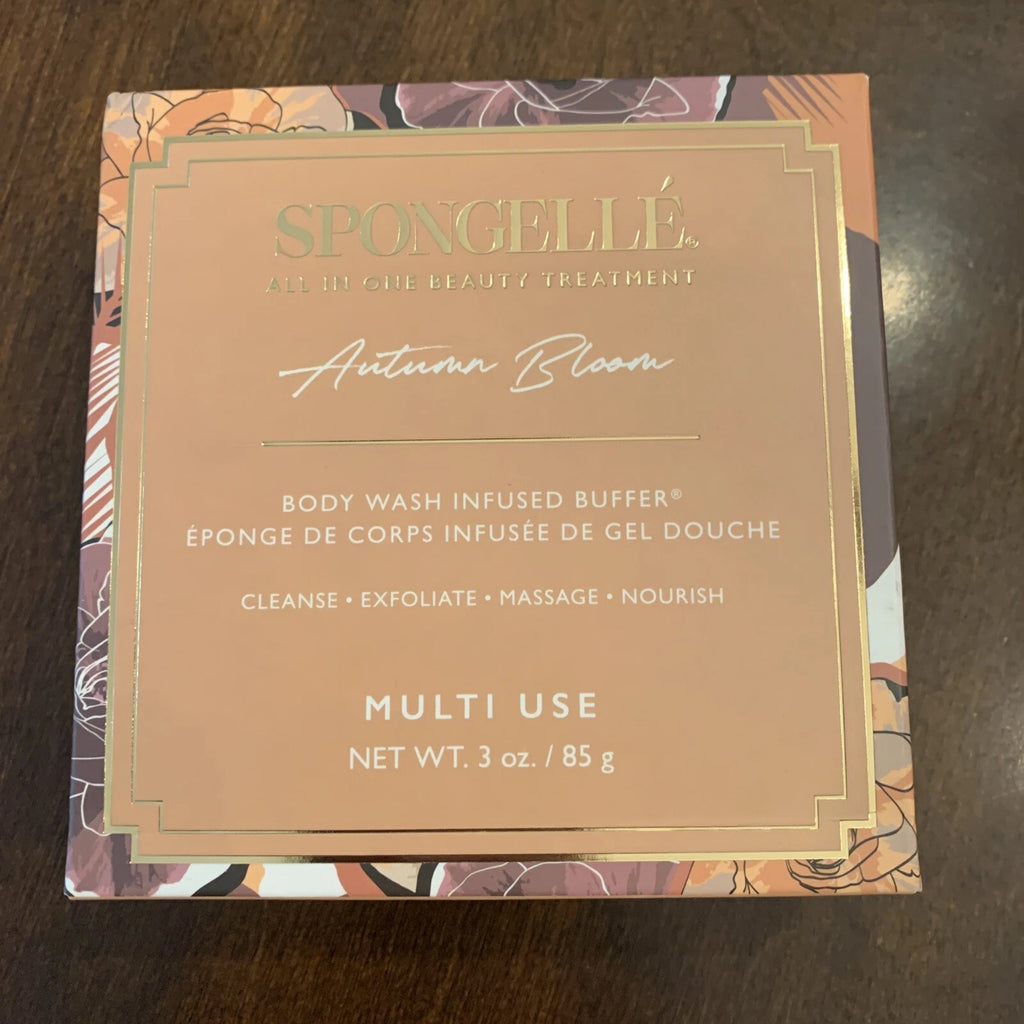 SPONGELLÉ®
ALL IN ONE BEAUTY TREATMENT
Autumn Bloom
BODY WASH INFUSED BUFFER®
ÉPONGE DE CORPS INFUSÉE DE GEL DOUCHE
CLEANSE • EXFOLIATE • MASSAGE • NOURISH
MULTI USE
NET WT. 3 oz. / 85 g